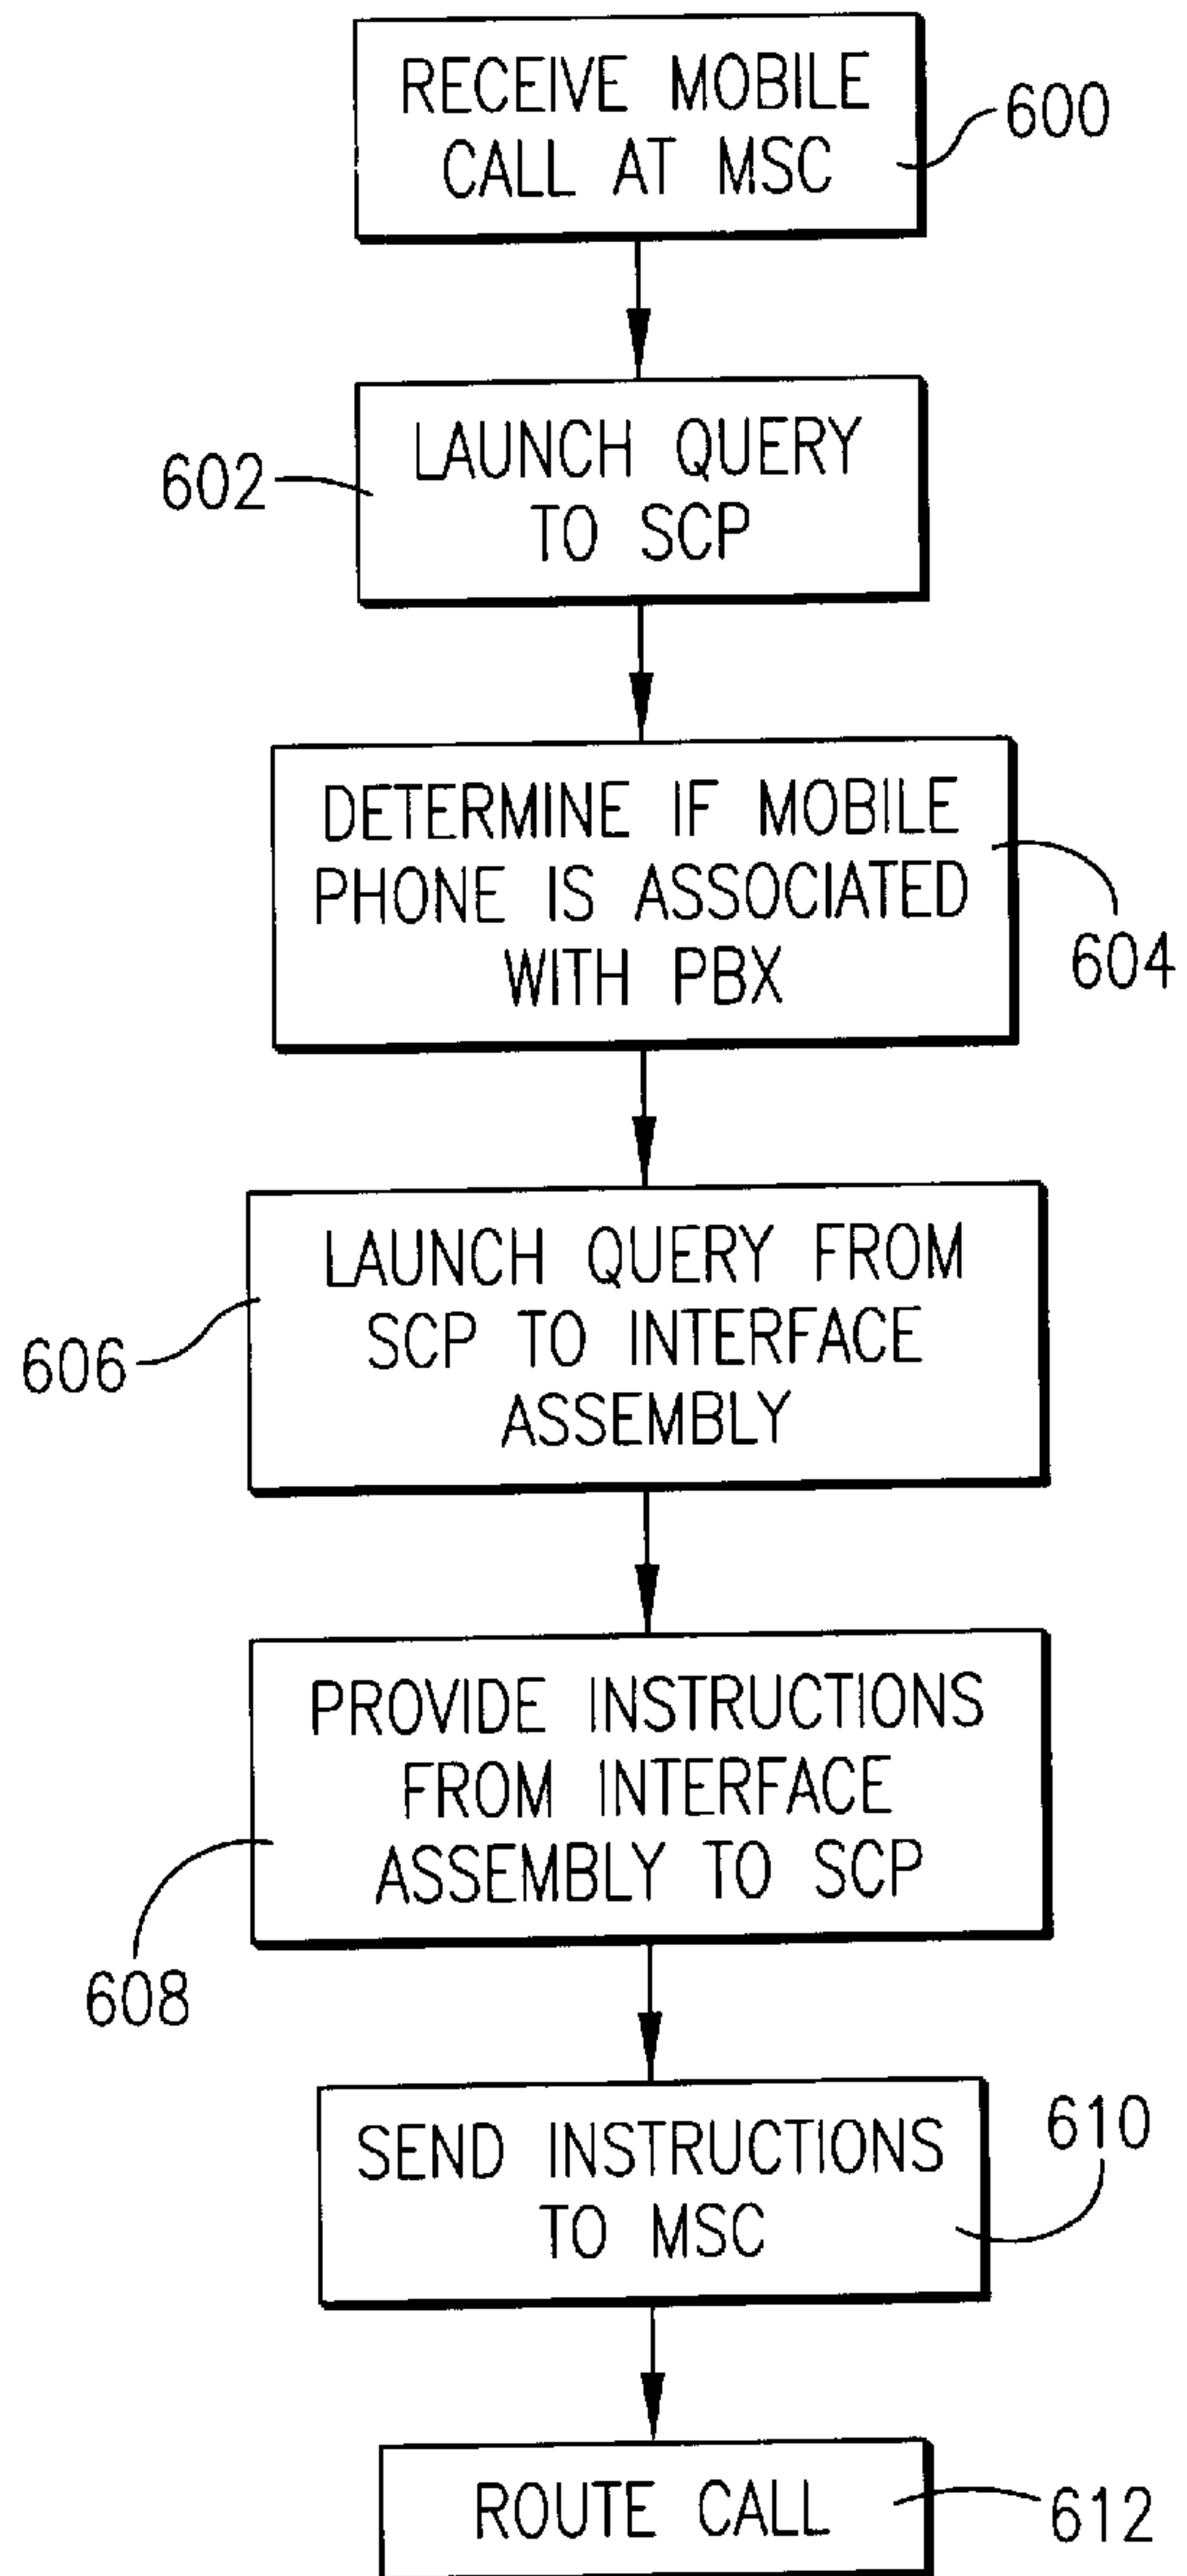 RECEIVE MOBILE
CALL AT MSC
600
LAUNCH QUERY
TO SCP
602
DETERMINE IF MOBILE
PHONE IS ASSOCIATED
WITH PBX
604
LAUNCH QUERY FROM
SCP TO INTERFACE
ASSEMBLY
606
PROVIDE INSTRUCTIONS
FROM INTERFACE
ASSEMBLY TO SCP
608
SEND INSTRUCTIONS
TO MSC
610
ROUTE CALL
612